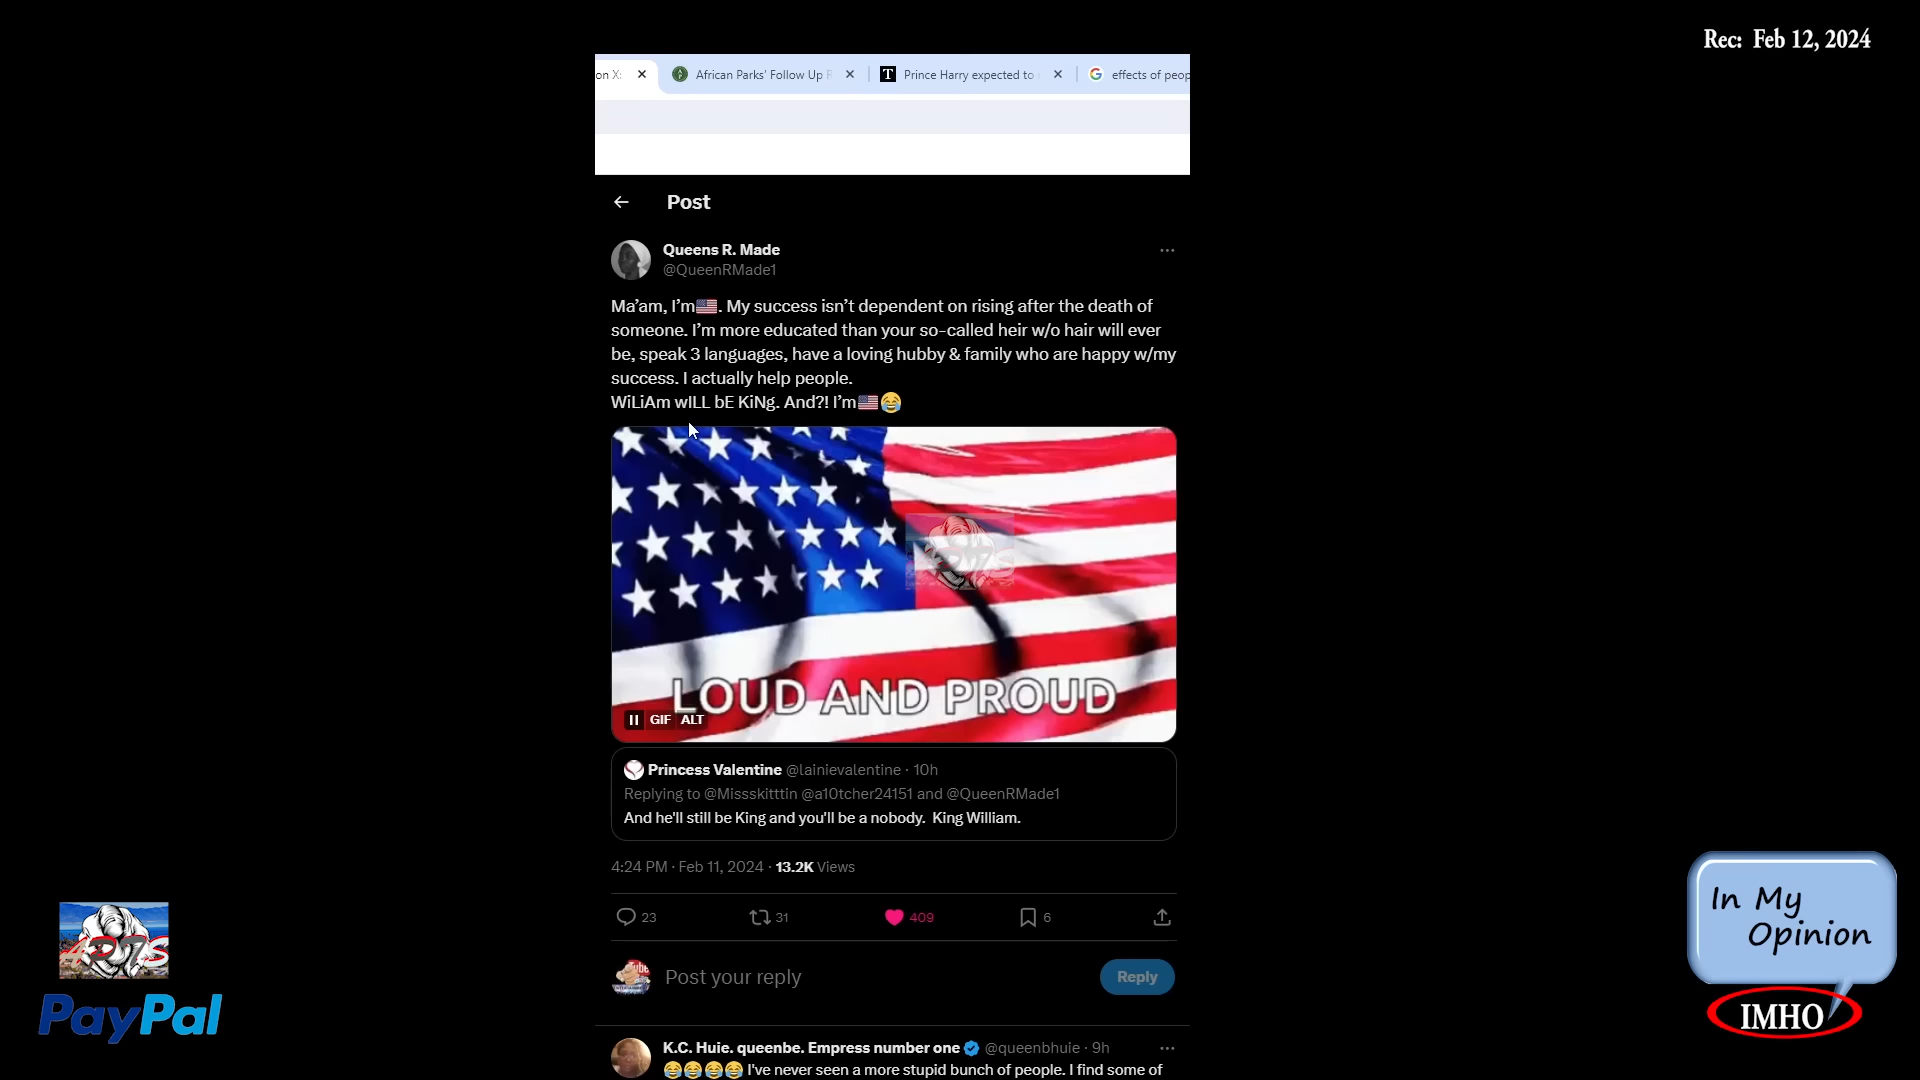 Rec: Feb 12, 2024
on X:
African Parks' Follow Up R
Prince Harry expected to
effects of peop
Post
Queens R. Made
@QueenRMade1
Ma’am, I’m🇺🇸. My success isn’t dependent on rising after the death of
someone. I’m more educated than your so-called heir w/o hair will ever
be, speak 3 languages, have a loving hubby & family who are happy w/my
success. I actually help people.
WiLiAm wILL bE KiNg. And?! I’m🇺🇸😂
LOUD AND PROUD
GIF ALT
Princess Valentine @lainievalentine · 10h
Replying to @Missskitttin @a10tcher24151 and @QueenRMade1
And he'll still be King and you'll be a nobody. King William.
4:24 PM · Feb 11, 2024 · 13.2K Views
23
31
409
6
Post your reply
Reply
K.C. Huie. queenbe. Empress number one @queenbhuie · 9h
😂😂😂😂 I've never seen a more stupid bunch of people. I find some of
PayPal
In My
Opinion
IMHO